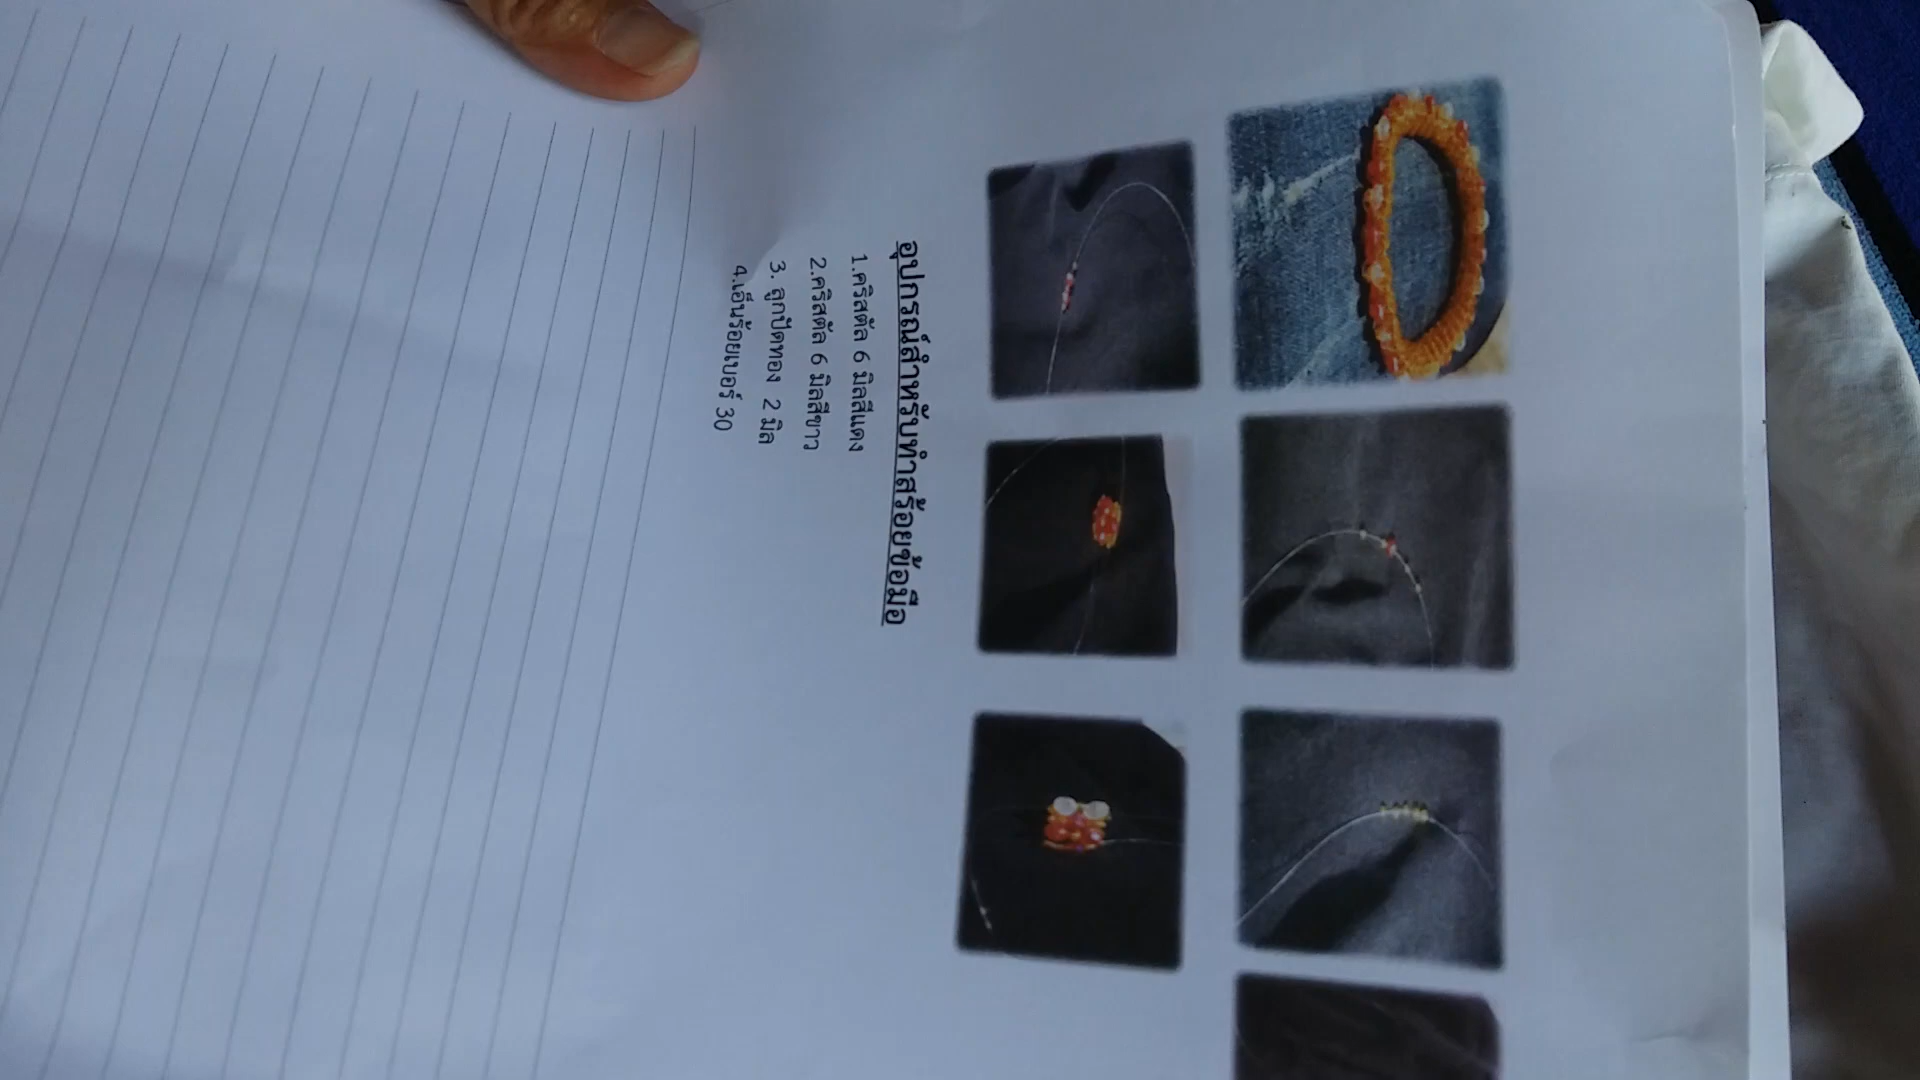 อุปกรณ์สำหรับทำสร้อยข้อมือ
1.คริสตัล 6 มิลสีแดง
2.คริสตัล 6 มิลสีขาว
3. ลูกปัดทอง 2 มิล
4.เอ็นร้อยเบอร์ 30